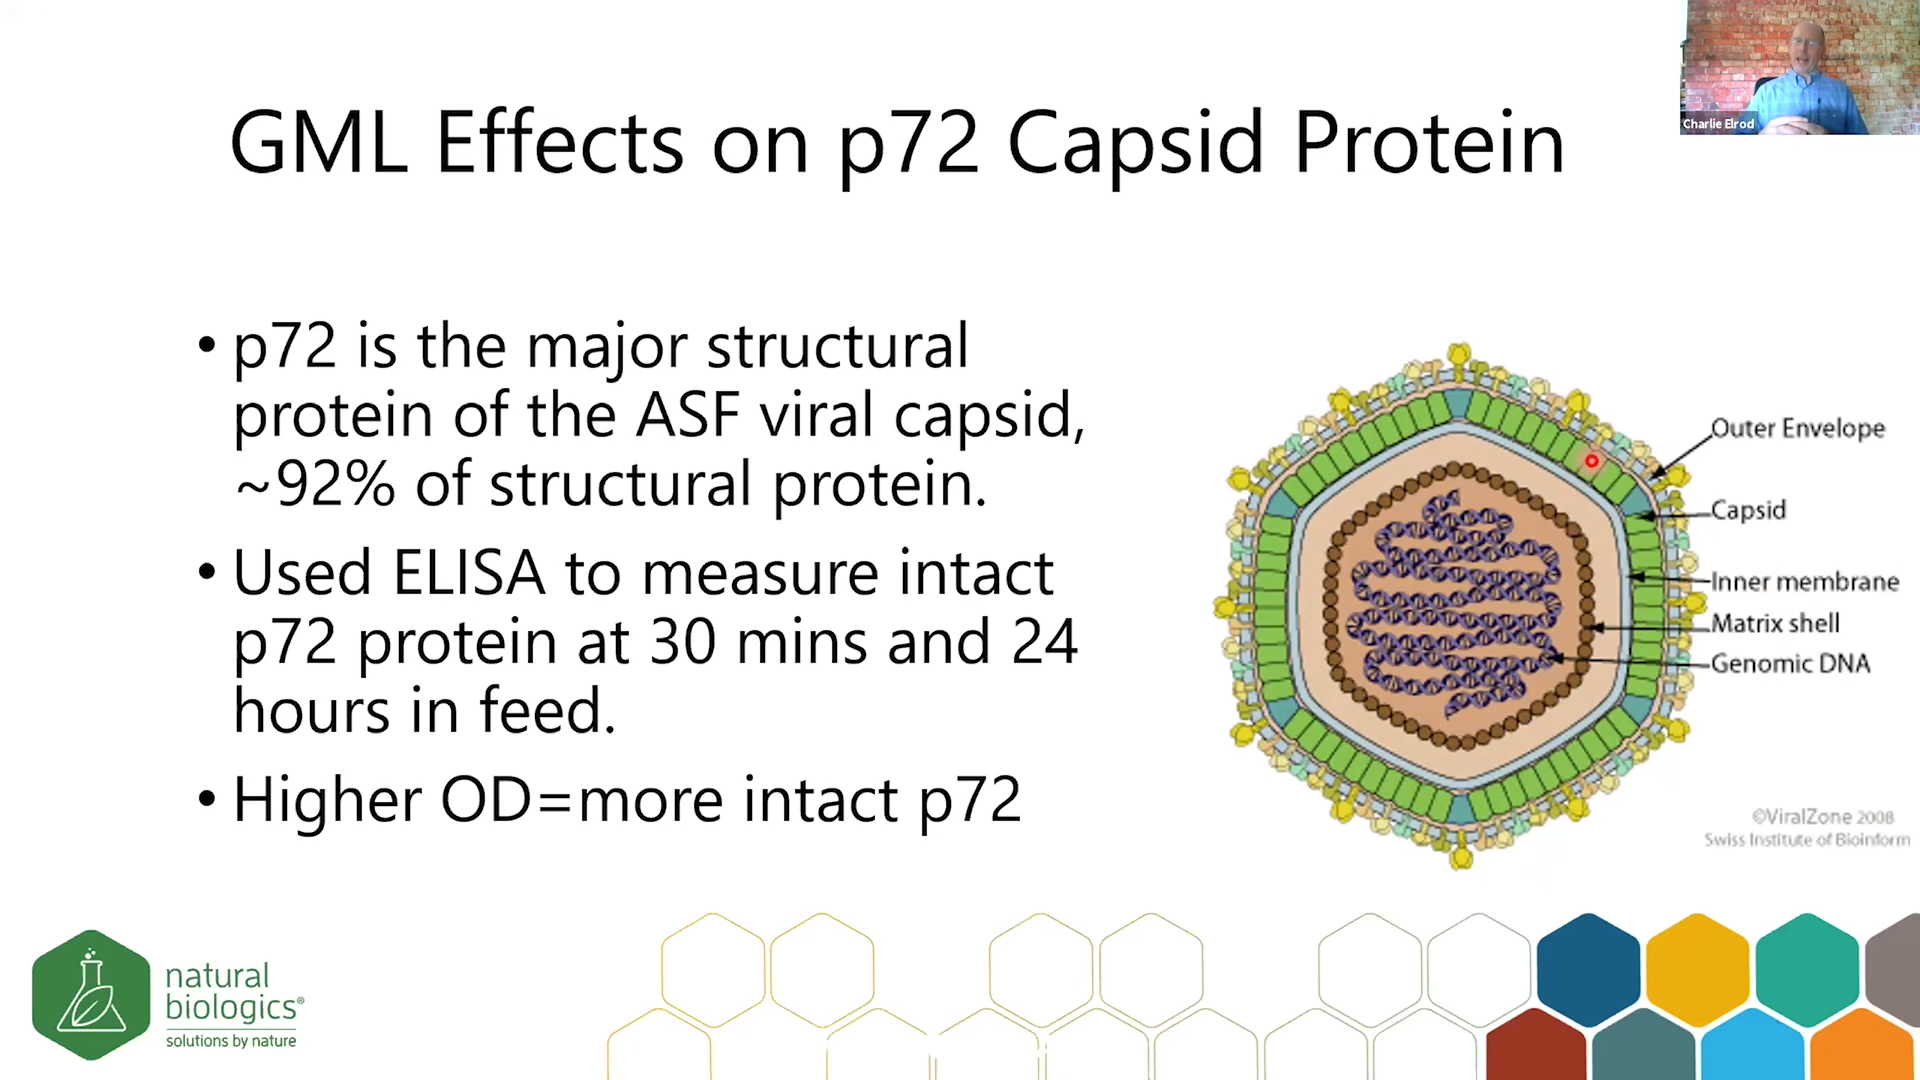 Charlie Elrod
GML Effects on p72 Capsid Protein
• p72 is the major structural
protein of the ASF viral capsid,
~92% of structural protein.
• Used ELISA to measure intact
p72 protein at 30 mins and 24
hours in feed.
• Higher OD=more intact p72
Outer Envelope
Capsid
Inner membrane
Matrix shell
Genomic DNA
©ViralZone 2008
Swiss Institute of Bioinform
natural
biologics®
solutions by nature